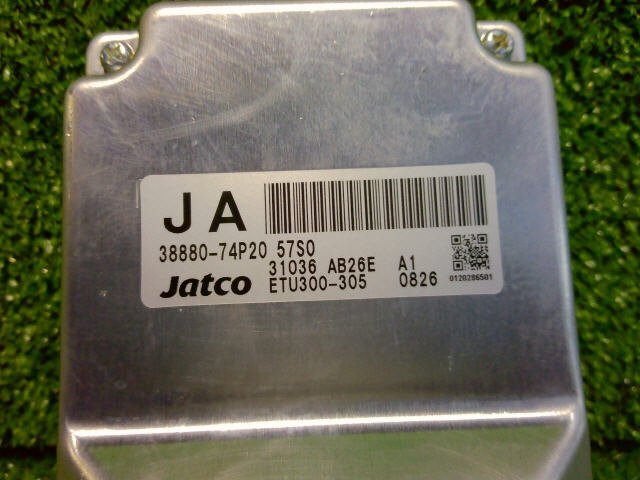 JA
38880-74P20 57S0
31036 AB26E A1
Jatco ETU300-305 0826
0120286501